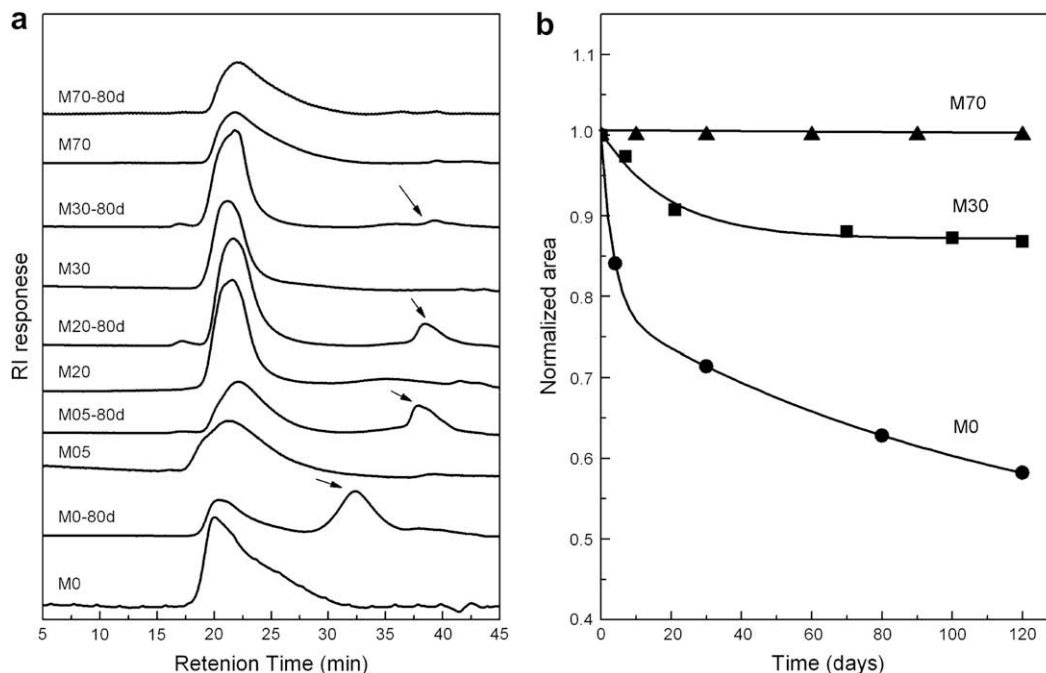 a
RI responese
M70-80d
M70
M30-80d
M30
M20-80d
M20
M05-80d
M05
M0-80d
M0
5 10 15 20 25 30 35 40 45
Retenion Time (min)
b
Normalized area
1.1
1.0
0.9
0.8
0.7
0.6
0.5
0.4
M70
M30
M0
0 20 40 60 80 100 120
Time (days)